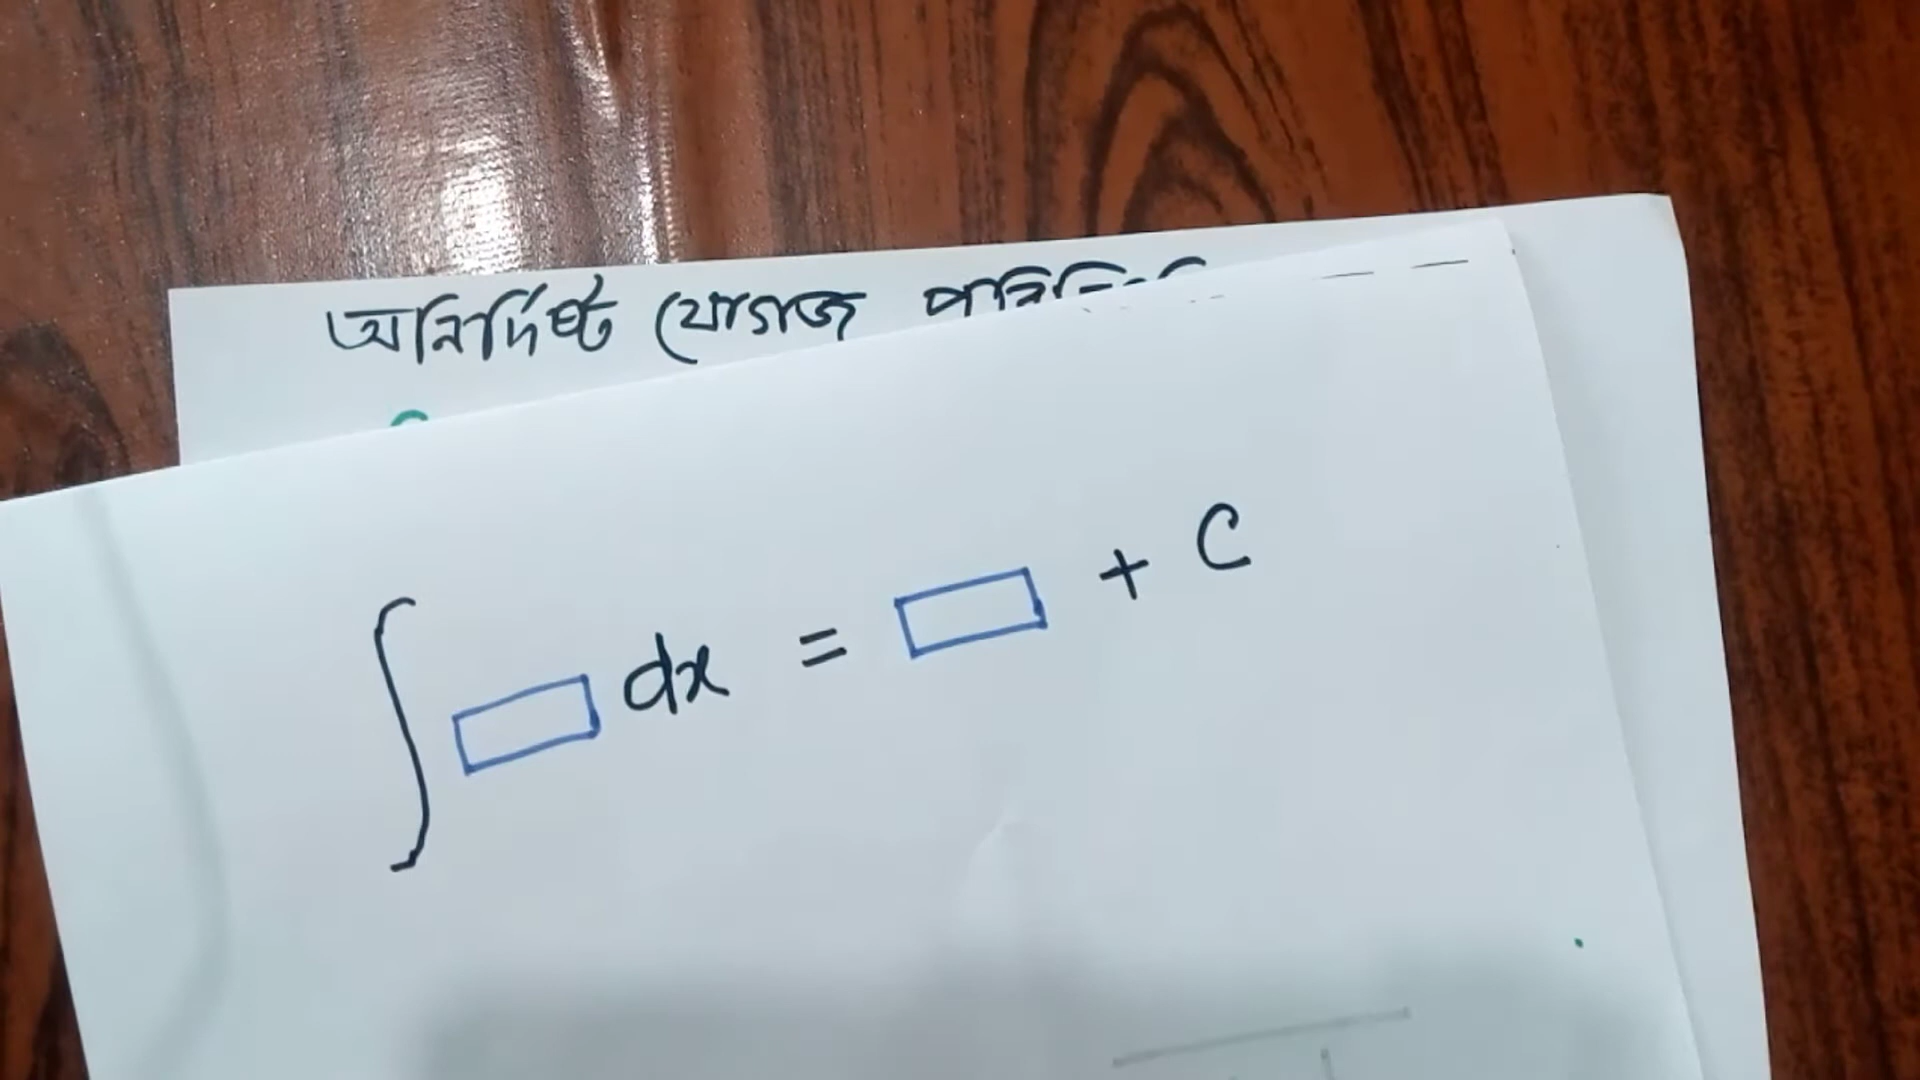 অনির্দিষ্ট যোগজ
∫ □ dx = □ + C